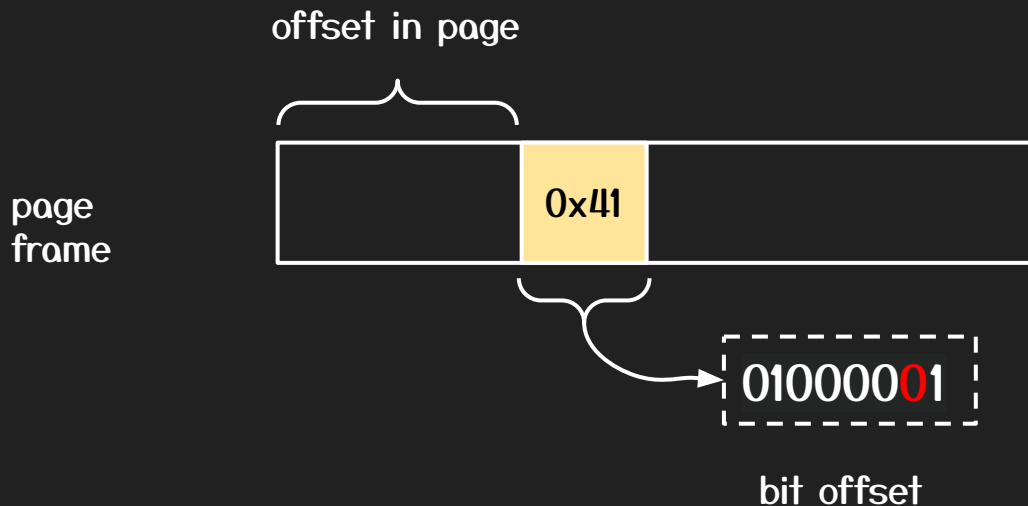 offset in page
page
frame
0x41
01000001
bit offset